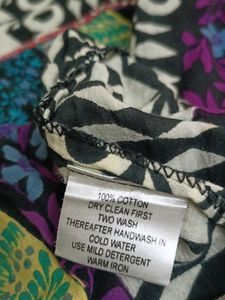 100% COTTON
DRY CLEAN FIRST
TWO WASH
THEREAFTER HANDWASH IN
COLD WATER
USE MILD DETERGENT
WARM IRON